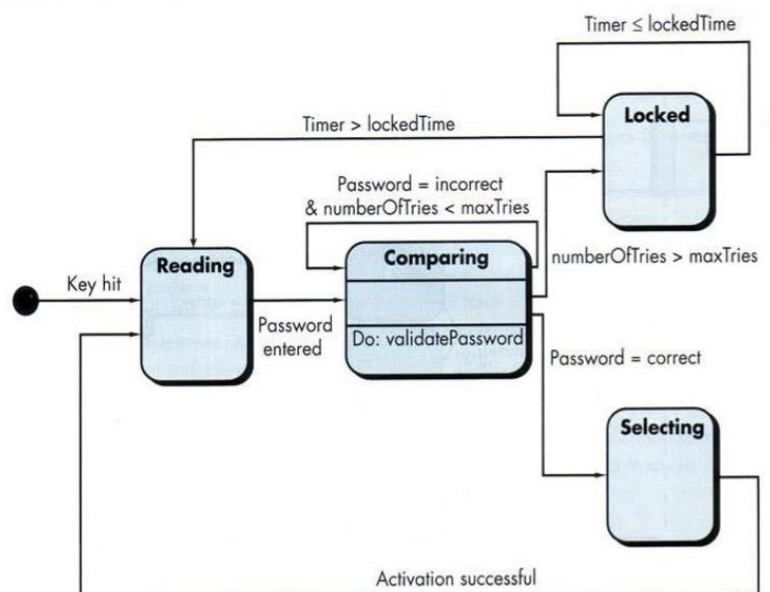 Timer ≤ lockedTime
Locked
Timer > lockedTime
Password = incorrect
& numberOfTries < maxTries
Reading
Comparing
numberOfTries > maxTries
Key hit
Password
entered
Do: validatePassword
Password = correct
Selecting
Activation successful